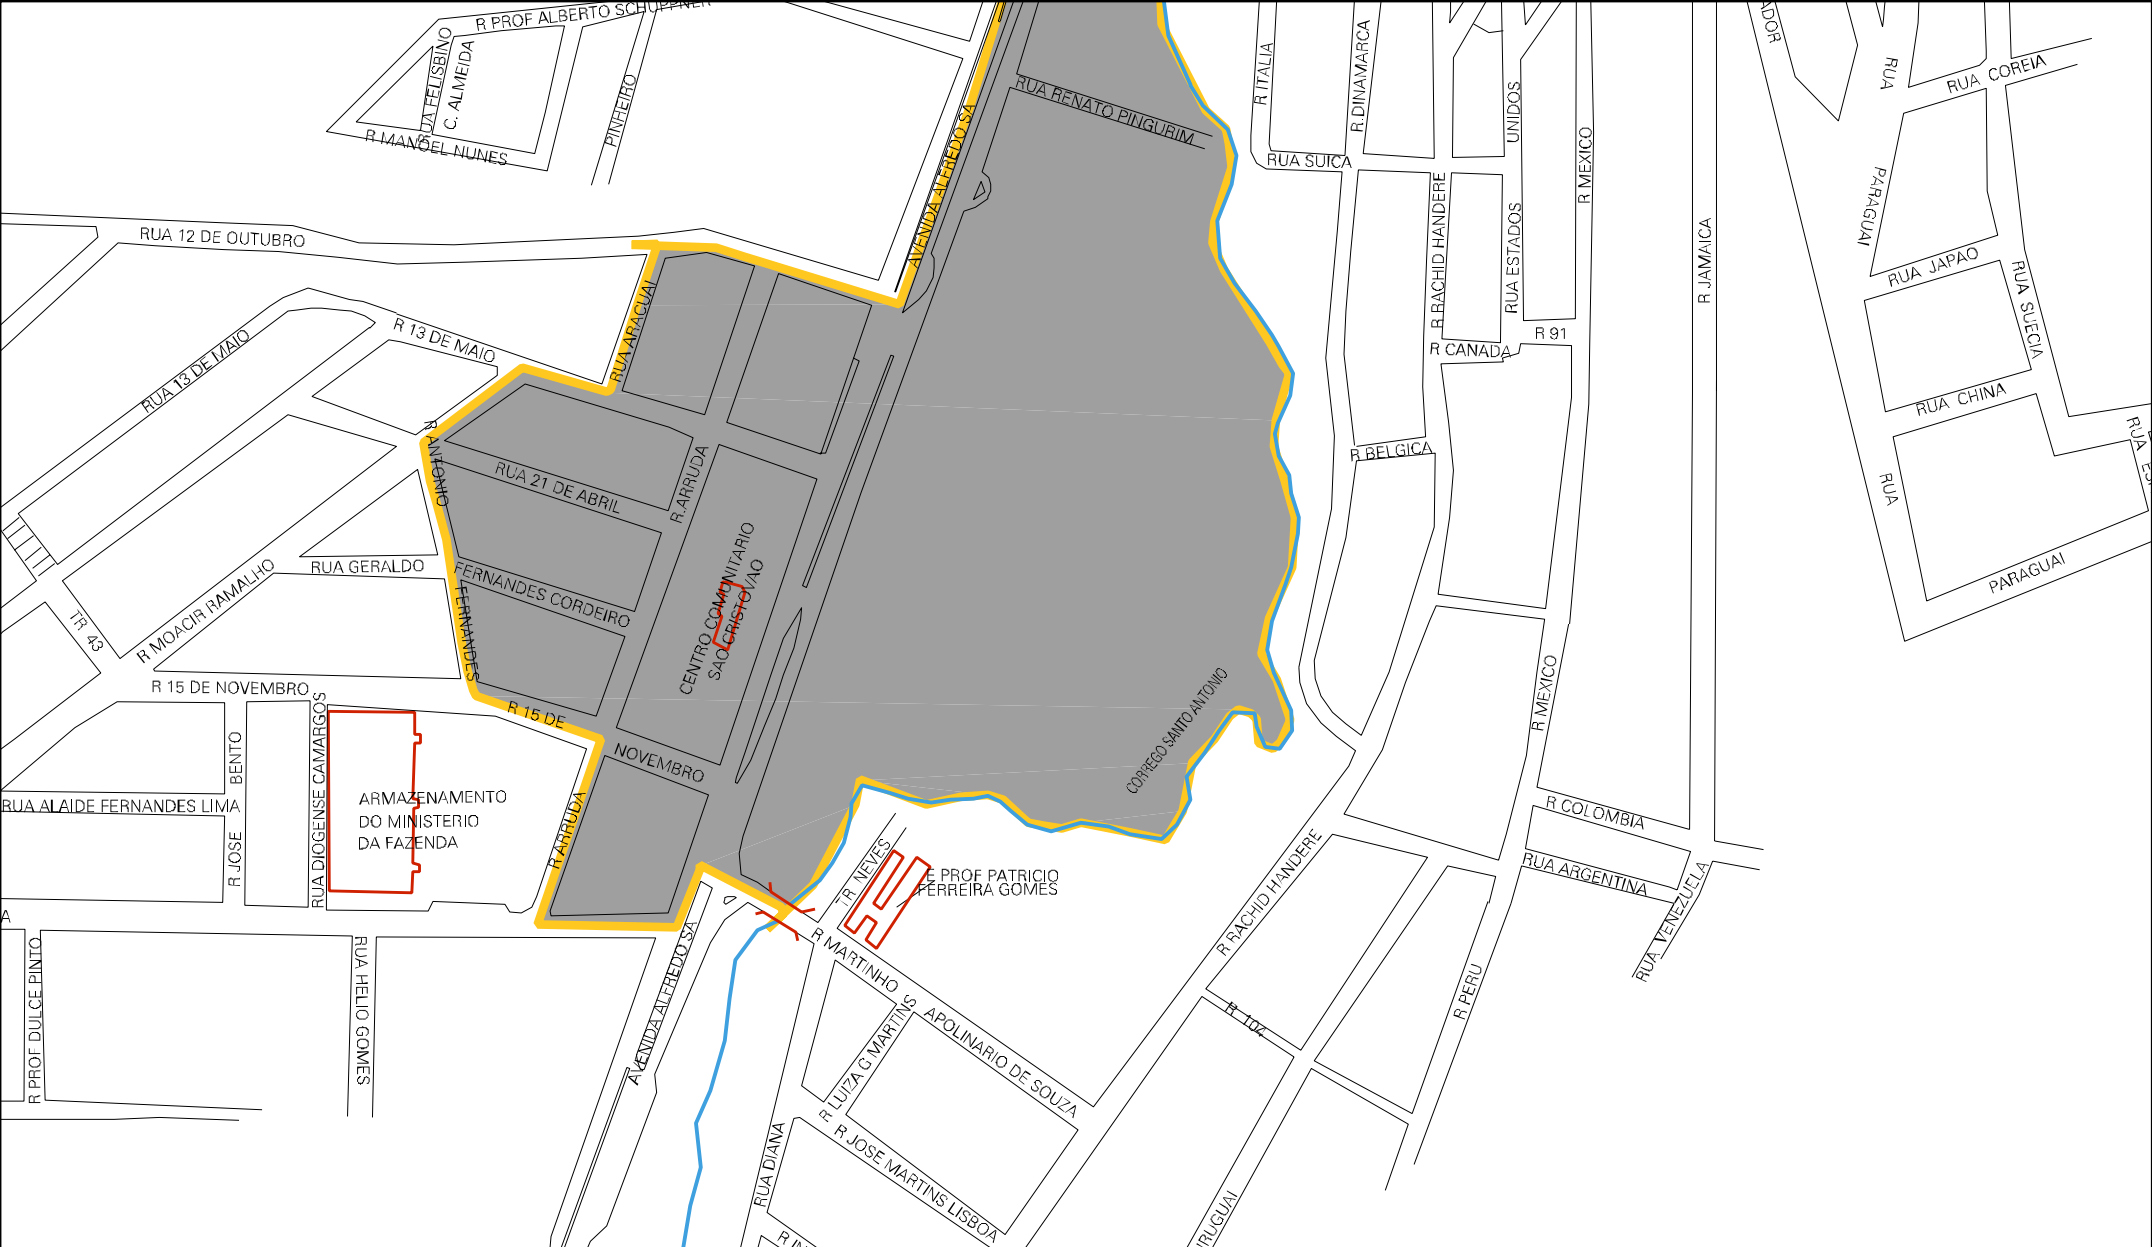 R PROF ALBERTO SCHUPPNER
RUA FELISBINO
C. ALMEIDA
R MANOEL NUNES
PINHEIRO
RUA 12 DE OUTUBRO
RUA 13 DE MAIO
R 13 DE MAIO
RUA ARACUAI
AVENIDA ALFREDO SA
RUA RENATO PINGURIM
R ITALIA
R.DINAMARCA
RUA SUICA
R RACHID HANDERE
UNIDOS
RUA ESTADOS
R MEXICO
R 91
R CANADA
R BELGICA
R JAMAICA
ADOR
RUA
PARAGUAI
RUA COREIA
RUA JAPAO
RUA SUECIA
RUA CHINA
RUA
RUA
PARAGUAI
R ANTONIO
FERNANDES
RUA 21 DE ABRIL
R.ARRUDA
FERNANDES CORDEIRO
CENTRO COMUNITARIO
SAO CRISTOVAO
RUA GERALDO
R MOACIR RAMALHO
TR 43
R 15 DE NOVEMBRO
R 15 DE
NOVEMBRO
R ARRUDA
CORREGO SANTO ANTONIO
R JOSE BENTO
RUA DIOGENSE CAMARGOS
RUA ALAIDE FERNANDES LIMA
ARMAZENAMENTO
DO MINISTERIO
DA FAZENDA
A
R PROF DULCE PINTO
RUA HELIO GOMES
AVENIDA ALFREDO SA
TR NEVES
E PROF PATRICIO
FERREIRA GOMES
R MARTINHO S
APOLINARIO DE SOUZA
R LUIZA G MARTINS
R JOSE MARTINS LISBOA
RUA DIANA
R RACHID HANDERE
R 104
R PERU
R MEXICO
R COLOMBIA
RUA ARGENTINA
RUA VENEZUELA
RUGUAI